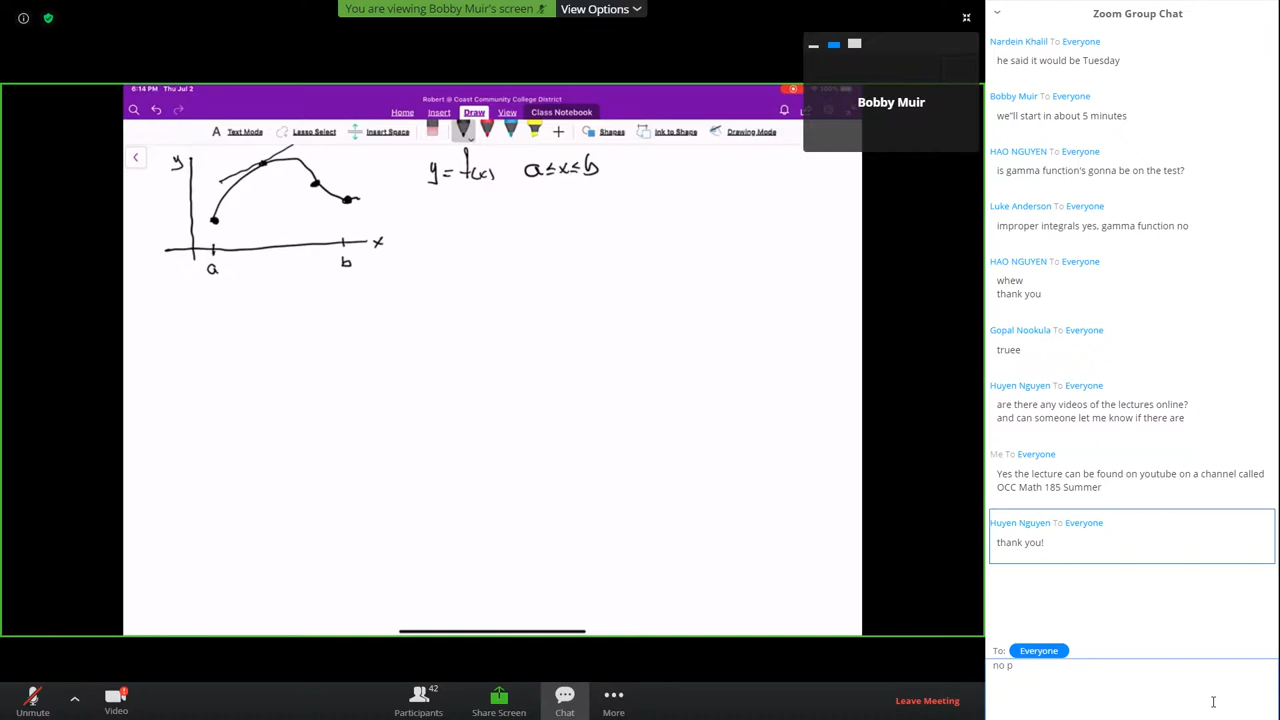 You are viewing Bobby Muir's screen
View Options
Zoom Group Chat
Nardein Khalil To Everyone
he said it would be Tuesday
Bobby Muir To Everyone
we"ll start in about 5 minutes
HAO NGUYEN To Everyone
is gamma function's gonna be on the test?
Luke Anderson To Everyone
improper integrals yes, gamma function no
HAO NGUYEN To Everyone
whew
thank you
Gopal Nookula To Everyone
truee
Huyen Nguyen To Everyone
are there any videos of the lectures online?
and can someone let me know if there are
Me To Everyone
Yes the lecture can be found on youtube on a channel called
OCC Math 185 Summer
Huyen Nguyen To Everyone
thank you!
To: Everyone
no p
Bobby Muir
6:14 PM Thu Jul 2
100%
Robert @ Coast Community College District
Home Insert Draw View Class Notebook
A Text Mode Lasso Select Insert Space Shapes Ink to Shape Drawing Mode
y
y = f(x) a≤x≤b
x
a b
Unmute Video Participants 42 Share Screen Chat More Leave Meeting